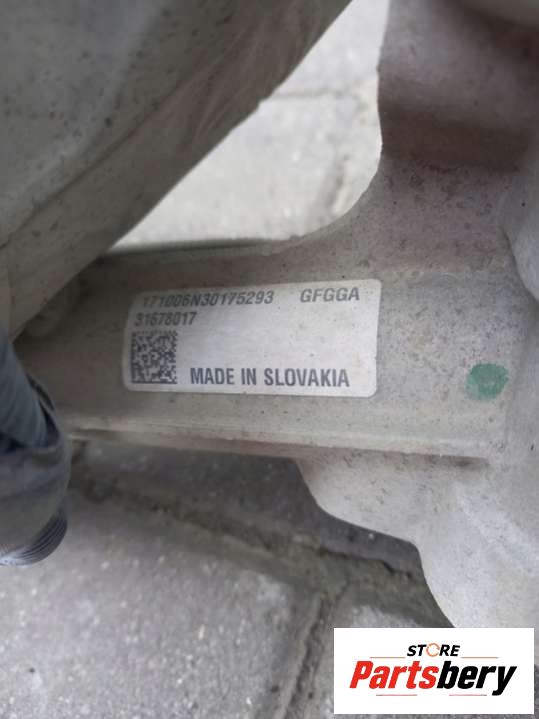 171006N30175293 GFGGA
31678017
MADE IN SLOVAKIA
STORE
Partsbery